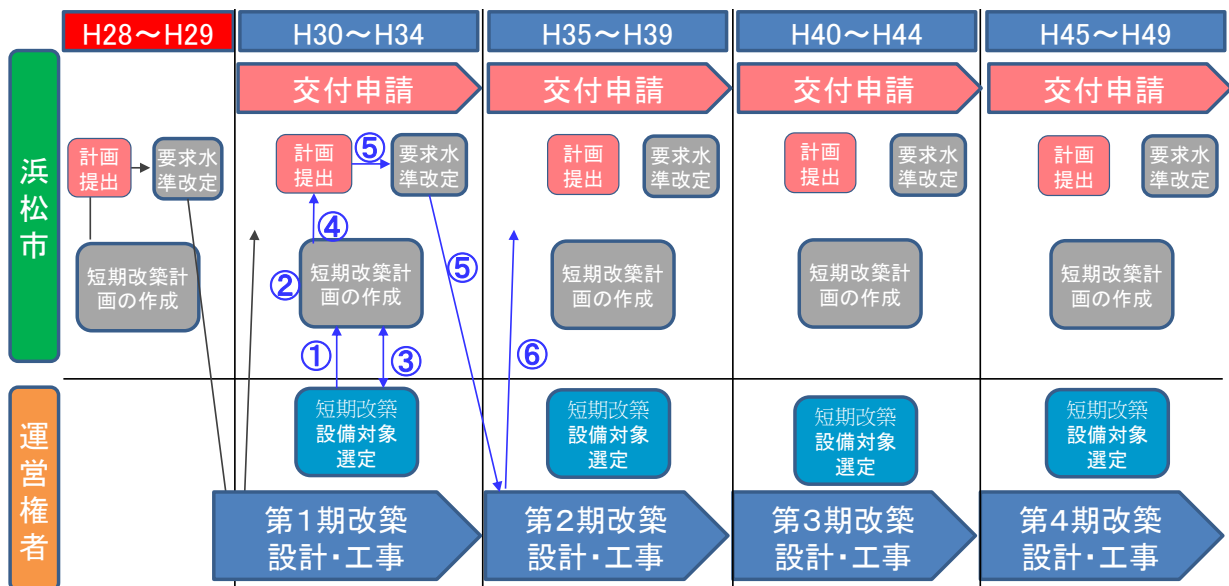 H28～H29
H30～H34
H35～H39
H40～H44
H45～H49
浜松市
交付申請
交付申請
交付申請
交付申請
計画
提出
要求水
準改定
計画
提出
⑤
要求水
準改定
計画
提出
要求水
準改定
計画
提出
要求水
準改定
計画
提出
要求水
準改定
④
⑤
短期改築計
画の作成
②
短期改築計
画の作成
短期改築計
画の作成
短期改築計
画の作成
短期改築計
画の作成
①
③
⑥
運営権者
短期改築
設備対象
選定
短期改築
設備対象
選定
短期改築
設備対象
選定
短期改築
設備対象
選定
第１期改築
設計・工事
第２期改築
設計・工事
第３期改築
設計・工事
第４期改築
設計・工事